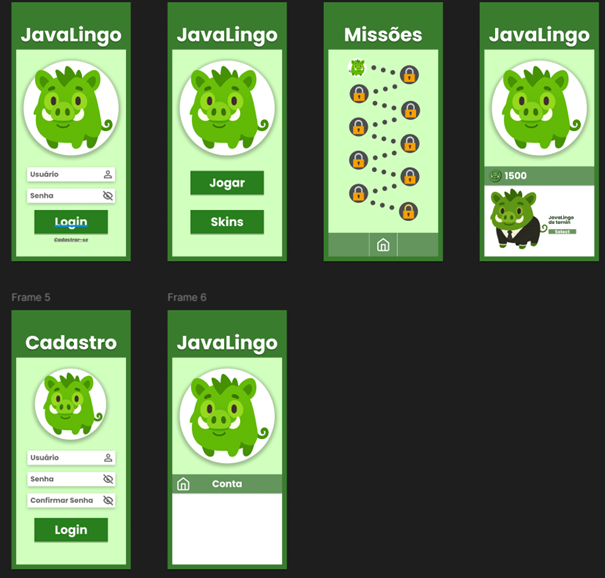 JavaLingo
Usuário
Senha
Login
Cadastrar-se
JavaLingo
Jogar
Skins
Missões
JavaLingo
1500
JavaLingo
de ternin
Select
Frame 5
Cadastro
Usuário
Senha
Confirmar Senha
Login
Frame 6
JavaLingo
Conta